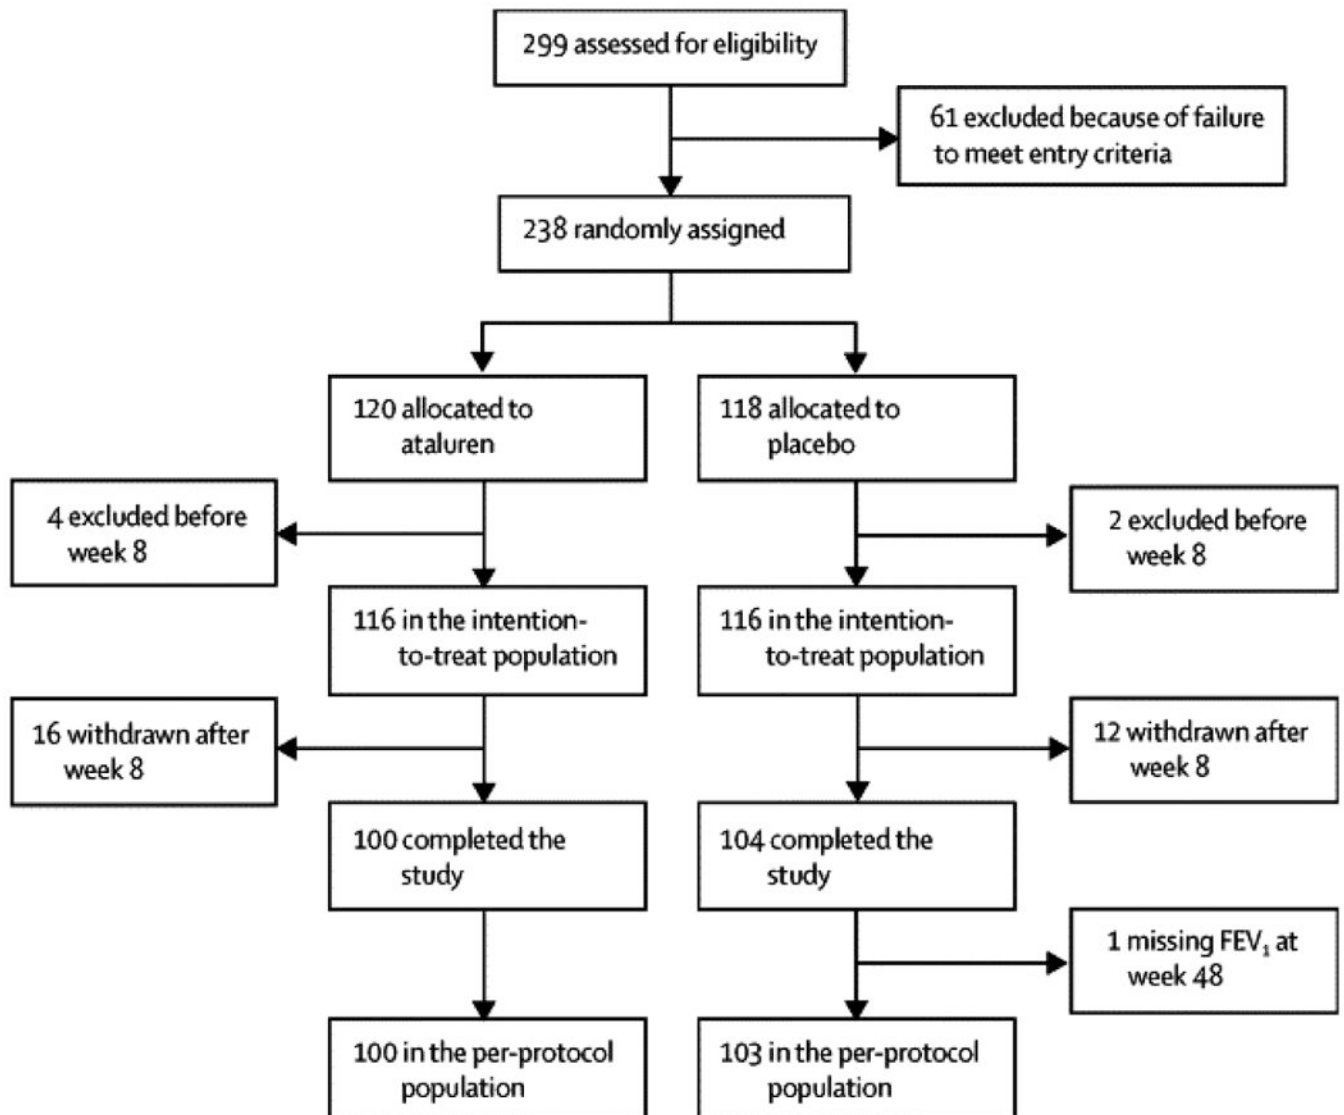 299 assessed for eligibility
61 excluded because of failure
to meet entry criteria
238 randomly assigned
120 allocated to
ataluren
118 allocated to
placebo
4 excluded before
week 8
2 excluded before
week 8
116 in the intention-
to-treat population
116 in the intention-
to-treat population
16 withdrawn after
week 8
12 withdrawn after
week 8
100 completed the
study
104 completed the
study
1 missing FEV₁ at
week 48
100 in the per-protocol
population
103 in the per-protocol
population